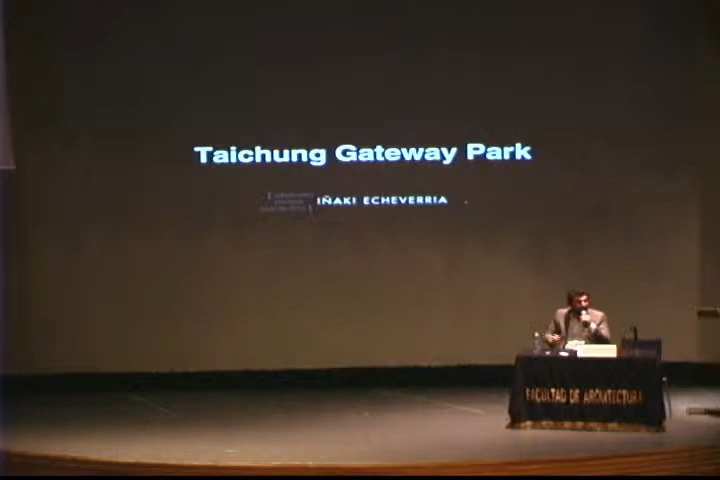 Taichung Gateway Park
IÑAKI ECHEVERRIA
FACULTAD DE ARQUITECTURA